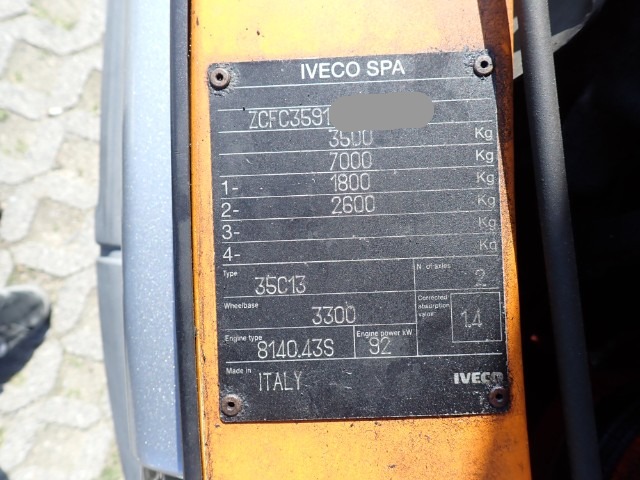 IVECO SPA
ZCFC3591
3500 Kg
7000 Kg
1- 1800 Kg
2- 2600 Kg
3- Kg
4- Kg
Type 35C13 N. of axles 2
Wheelbase 3300 Corrected absorption value 1.4
Engine type 8140.43S Engine power kW 92
Made in ITALY IVECO